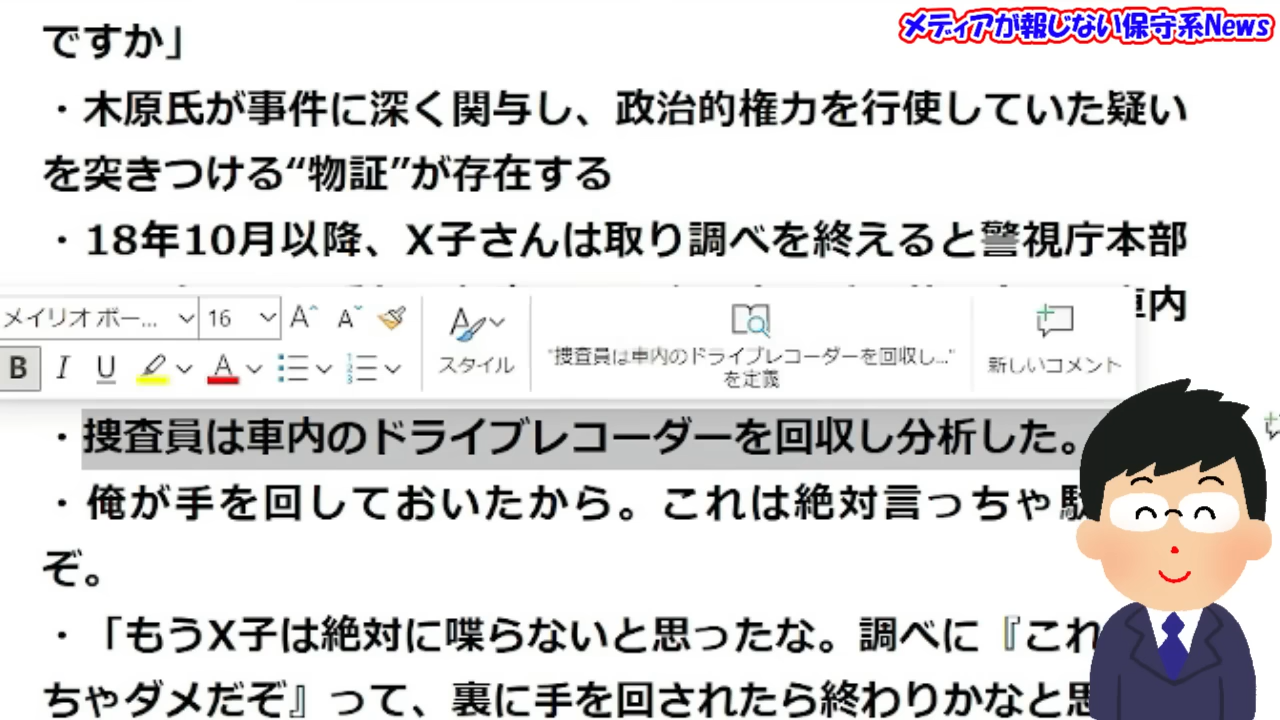 メディアが報じない保守系News
ですか」
・木原氏が事件に深く関与し、政治的権力を行使していた疑い
を突きつける“物証”が存在する
・18年10月以降、X子さんは取り調べを終えると警視庁本部
車内
メイリオ ボー... 16
スタイル
"捜査員は車内のドライブレコーダーを回収し..."
を定義
新しいコメント
B I U A
・捜査員は車内のドライブレコーダーを回収し分析した。
・俺が手を回しておいたから。これは絶対言っちゃ駄
ぞ。
・「もうX子は絶対に喋らないと思ったな。調べに『これ
ちゃダメだぞ』って、裏に手を回されたら終わりかなと思